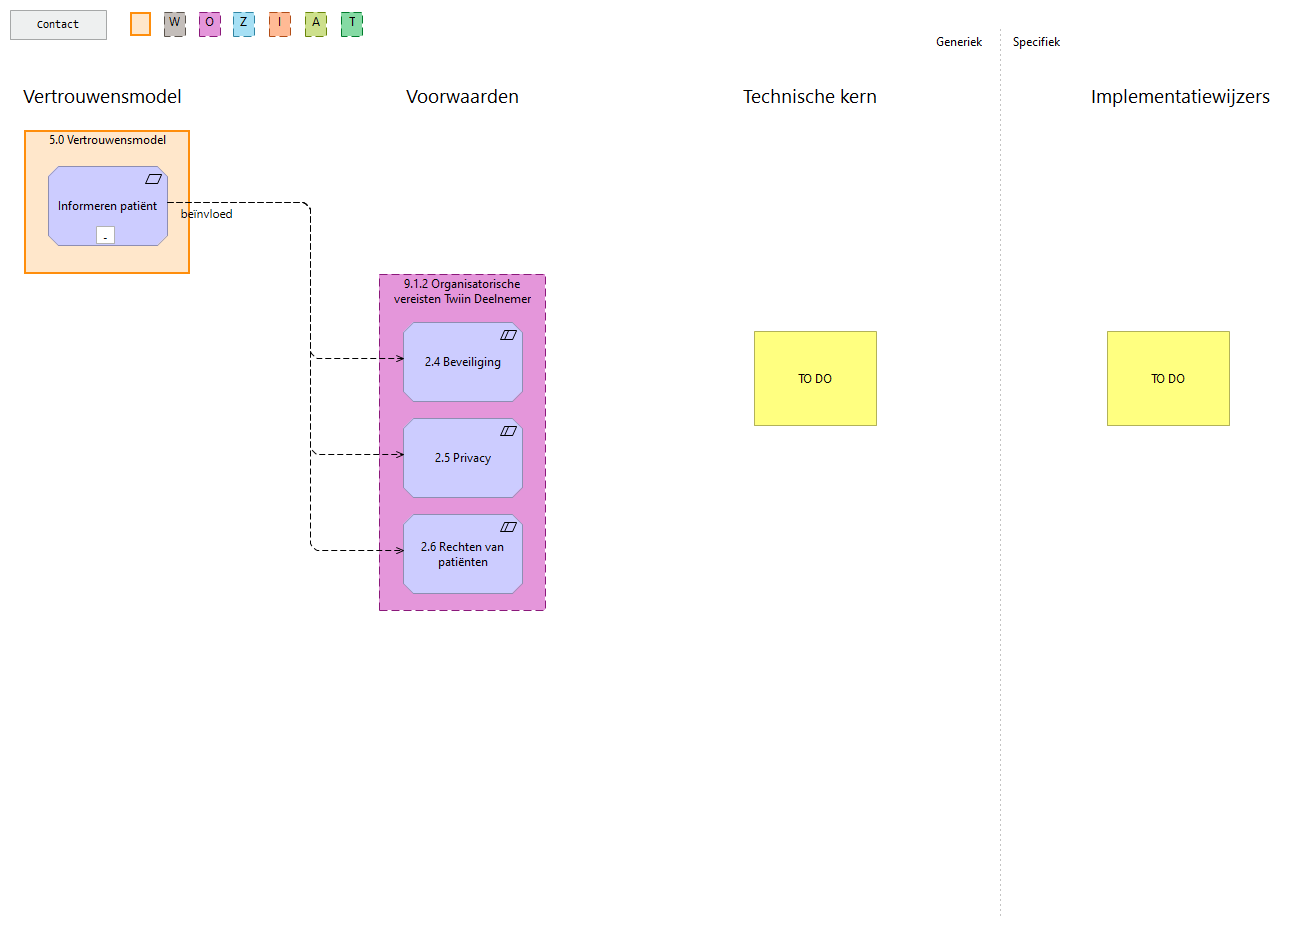 Contact
W
O
Z
I
A
T
Generiek
Specifiek
Vertrouwensmodel
Voorwaarden
Technische kern
Implementatiewijzers
5.0 Vertrouwensmodel
Informeren patiënt
-
beïnvloed
9.1.2 Organisatorische
vereisten Twiin Deelnemer
2.4 Beveiliging
2.5 Privacy
2.6 Rechten van
patiënten
TO DO
TO DO